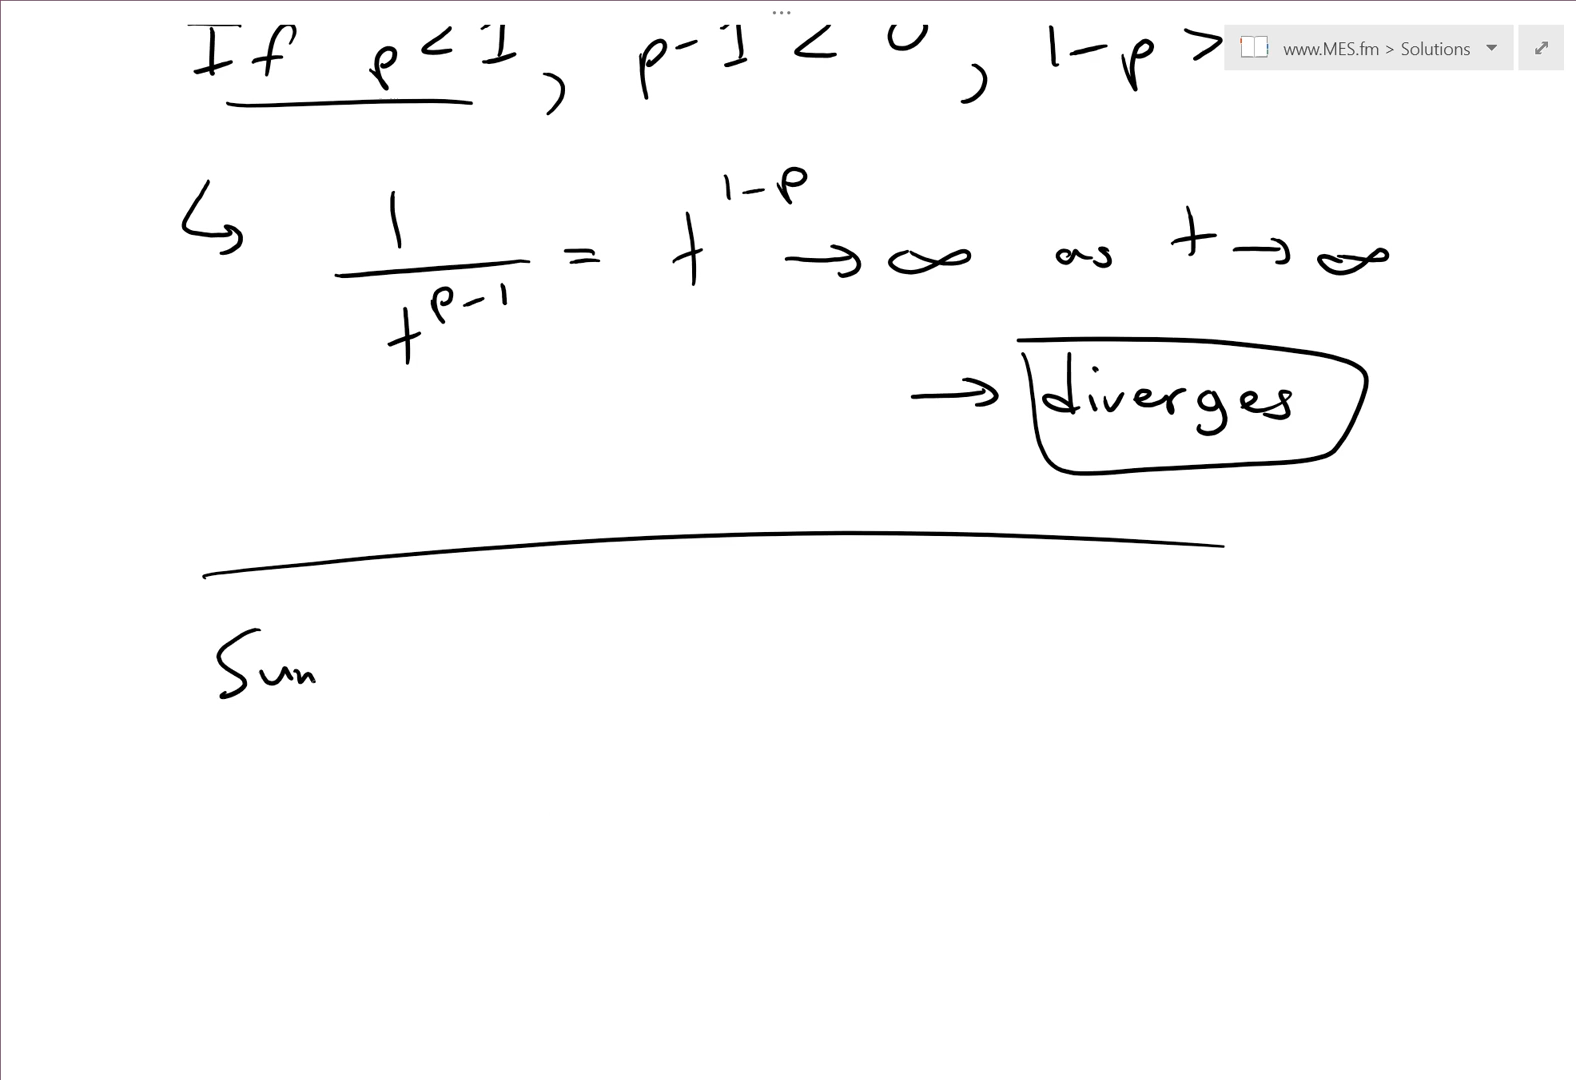 If p < 1, p-1 < 0, 1-p >
www.MES.fm > Solutions
↳ 1/t^{p-1} = t^{1-p} → ∞ as t → ∞
→ diverges
Sum